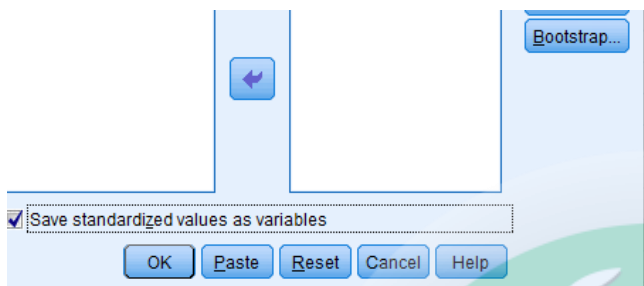 Bootstrap...
Save standardized values as variables
OK Paste Reset Cancel Help